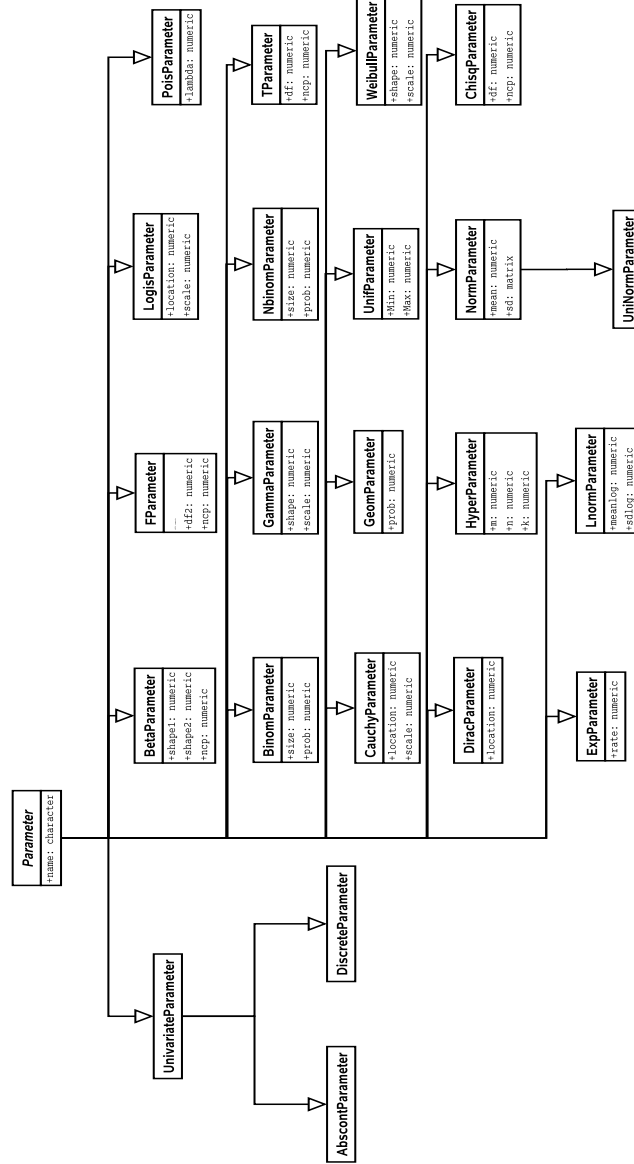 Parameter
+name: character
UnivariateParameter
AbscontParameter
DiscreteParameter
BetaParameter
+shape1: numeric
+shape2: numeric
+ncp: numeric
FParameter
+df2: numeric
+ncp: numeric
LogisParameter
+location: numeric
+scale: numeric
PoisParameter
+lambda: numeric
BinomParameter
+size: numeric
+prob: numeric
GammaParameter
+shape: numeric
+scale: numeric
NbinomParameter
+size: numeric
+prob: numeric
TParameter
+df: numeric
+ncp: numeric
CauchyParameter
+location: numeric
+scale: numeric
GeomParameter
+prob: numeric
UnifParameter
+Min: numeric
+Max: numeric
WeibullParameter
+shape: numeric
+scale: numeric
DiracParameter
+location: numeric
HyperParameter
+m: numeric
+n: numeric
+k: numeric
NormParameter
+mean: numeric
+sd: matrix
ChisqParameter
+df: numeric
+ncp: numeric
ExpParameter
+rate: numeric
LnormParameter
+meanlog: numeric
+sdlog: numeric
UniNormParameter